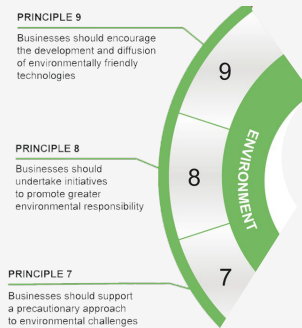 PRINCIPLE 9
Businesses should encourage
the development and diffusion
of environmentally friendly
technologies
9
PRINCIPLE 8
Businesses should
undertake initiatives
to promote greater
environmental responsibility
8
ENVIRONMENT
PRINCIPLE 7
Businesses should support
a precautionary approach
to environmental challenges
7